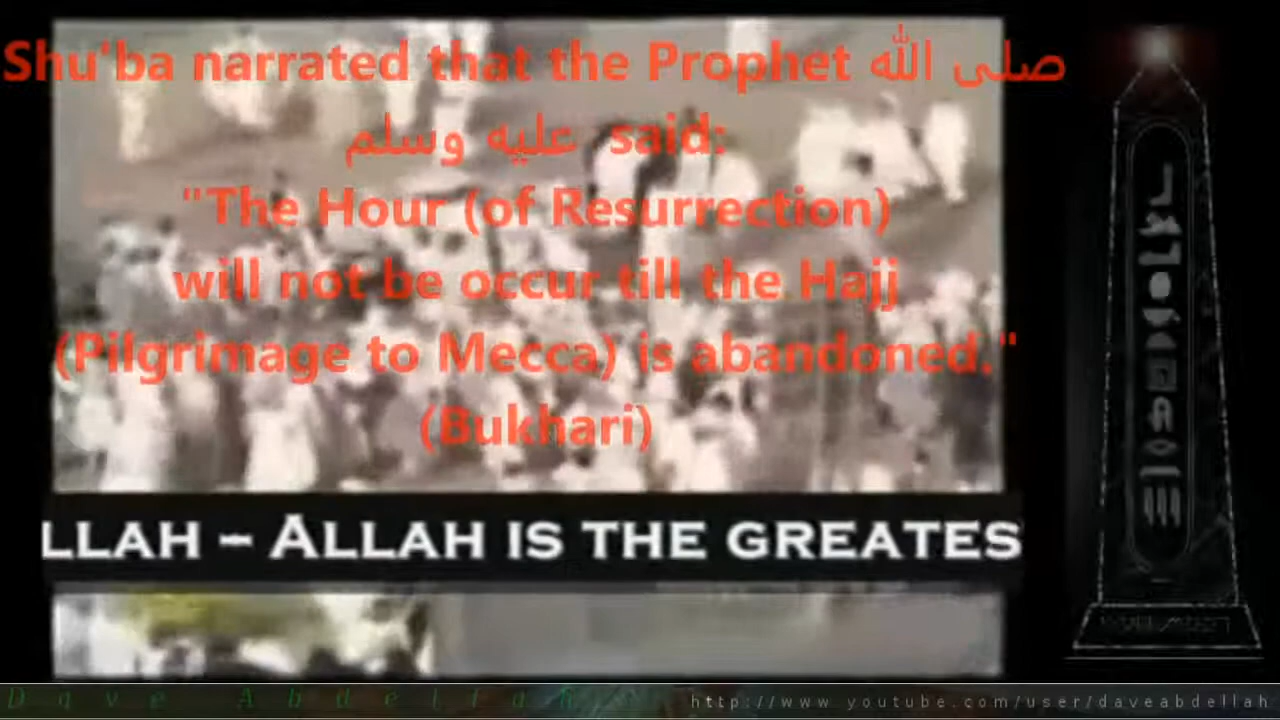 Shu'ba narrated that the Prophet صلى الله
عليه وسلم said:
"The Hour (of Resurrection)
will not be occur till the Hajj
(Pilgrimage to Mecca) is abandoned."
(Bukhari)
LLAH – ALLAH IS THE GREATES
Dave Abdellah
http://www youtube.com/user/daveabdellah